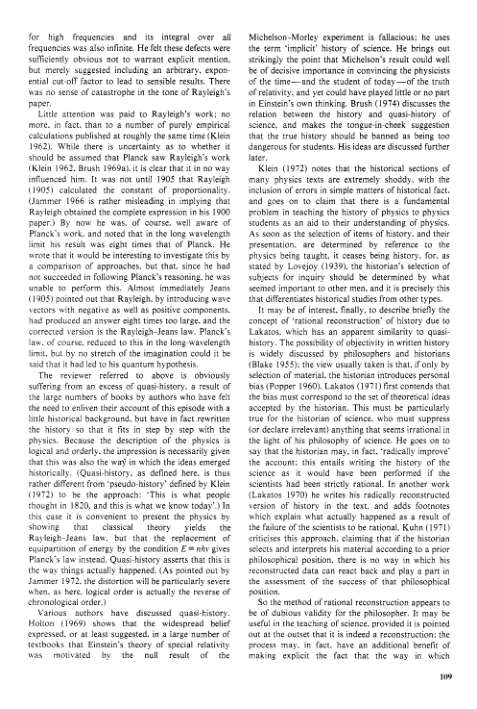 for high frequencies and its integral over all
frequencies was also infinite. He felt these defects were
sufficiently obvious not to warrant explicit mention,
but merely suggested including an arbitrary, expon-
ential cut-off factor to lead to sensible results. There
was no sense of catastrophe in the tone of Rayleigh's
paper.
Little attention was paid to Rayleigh's work; no
more, in fact, than to a number of purely empirical
calculations published at roughly the same time (Klein
1962). While there is uncertainty as to whether it
should be assumed that Planck saw Rayleigh's work
(Klein 1962, Brush 1969a), it is clear that it in no way
influenced him. It was not until 1905 that Rayleigh
(1905) calculated the constant of proportionality.
(Jammer 1966 is rather misleading in implying that
Rayleigh obtained the complete expression in his 1900
paper.) By now he was, of course, well aware of
Planck's work, and noted that in the long wavelength
limit his result was eight times that of Planck. He
wrote that it would be interesting to investigate this by
a comparison of approaches, but that, since he had
not succeeded in following Planck's reasoning, he was
unable to perform this. Almost immediately Jeans
(1905) pointed out that Rayleigh, by introducing wave
vectors with negative as well as positive components,
had produced an answer eight times too large, and the
corrected version is the Rayleigh–Jeans law. Planck's
law, of course, reduced to this in the long-wavelength
limit, but by no stretch of the imagination could it be
said that it had led to his quantum hypothesis.
The reviewer referred to above is obviously
suffering from an excess of quasi-history, a result of
the large numbers of books by authors who have felt
the need to enliven their account of this episode with a
little historical background, but have in fact rewritten
the history so that it fits in step by step with the
physics. Because the description of the physics is
logical and orderly, the impression is necessarily given
that this was also the way in which the ideas emerged
historically. (Quasi-history, as defined here, is thus
rather different from 'pseudo-history' defined by Klein
(1972) to be the approach: 'This is what people
thought in 1820, and this is what we know today'.) In
this case it is convenient to present the physics by
showing that classical theory yields the
Rayleigh–Jeans law, but that the replacement of
equipartition of energy by the condition E = nhν gives
Planck's law instead. Quasi-history asserts that this is
the way things actually happened. (As pointed out by
Jammer 1972, the distortion will be particularly severe
when, as here, logical order is actually the reverse of
chronological order.)
Various authors have discussed quasi-history.
Holton (1969) shows that the widespread belief
expressed, or at least suggested, in a large number of
textbooks that Einstein's theory of special relativity
was motivated by the null result of the
Michelson–Morley experiment is fallacious; he uses
the term 'implicit' history of science. He brings out
strikingly the point that Michelson's result could well
be of decisive importance in convincing the physicists
of the time—and the student of today—of the truth
of relativity, and yet could have played little or no part
in Einstein's own thinking. Brush (1974) discusses the
relation between the history and quasi-history of
science, and makes the tongue-in-cheek suggestion
that the true history should be banned as being too
dangerous for students. His ideas are discussed further
later.
Klein (1972) notes that the historical sections of
many physics texts are extremely shoddy, with the
inclusion of errors in simple matters of historical fact,
and goes on to claim that there is a fundamental
problem in teaching the history of physics to physics
students as an aid to their understanding of physics.
As soon as the selection of items of history, and their
presentation, are determined by reference to the
physics being taught, it ceases being history, for, as
stated by Lovejoy (1939), the historian's selection of
subjects for inquiry should be determined by what
seemed important to other men, and it is precisely this
that differentiates historical studies from other types.
It may be of interest, finally, to describe briefly the
concept of 'rational reconstruction' of history due to
Lakatos, which has an apparent similarity to quasi-
history. The possibility of objectivity in written history
is widely discussed by philosophers and historians
(Blake 1955); the view usually taken is that, if only by
selection of material, the historian introduces personal
bias (Popper 1960). Lakatos (1971) first contends that
the bias must correspond to the set of theoretical ideas
accepted by the historian. This must be particularly
true for the historian of science, who must suppress
(or declare irrelevant) anything that seems irrational in
the light of his philosophy of science. He goes on to
say that the historian may, in fact, 'radically improve'
the account; this entails writing the history of the
science as it would have been performed if the
scientists had been strictly rational. In another work
(Lakatos 1970) he writes his radically reconstructed
version of history in the text, and adds footnotes
which explain what actually happened as a result of
the failure of the scientists to be rational. Kuhn (1971)
criticises this approach, claiming that if the historian
selects and interprets his material according to a prior
philosophical position, there is no way in which his
reconstructed data can react back and play a part in
the assessment of the success of that philosophical
position.
So the method of rational reconstruction appears to
be of dubious validity for the philosopher. It may be
useful in the teaching of science, provided it is pointed
out at the outset that it is indeed a reconstruction; the
process may, in fact, have an additional benefit of
making explicit the fact that the way in which
109